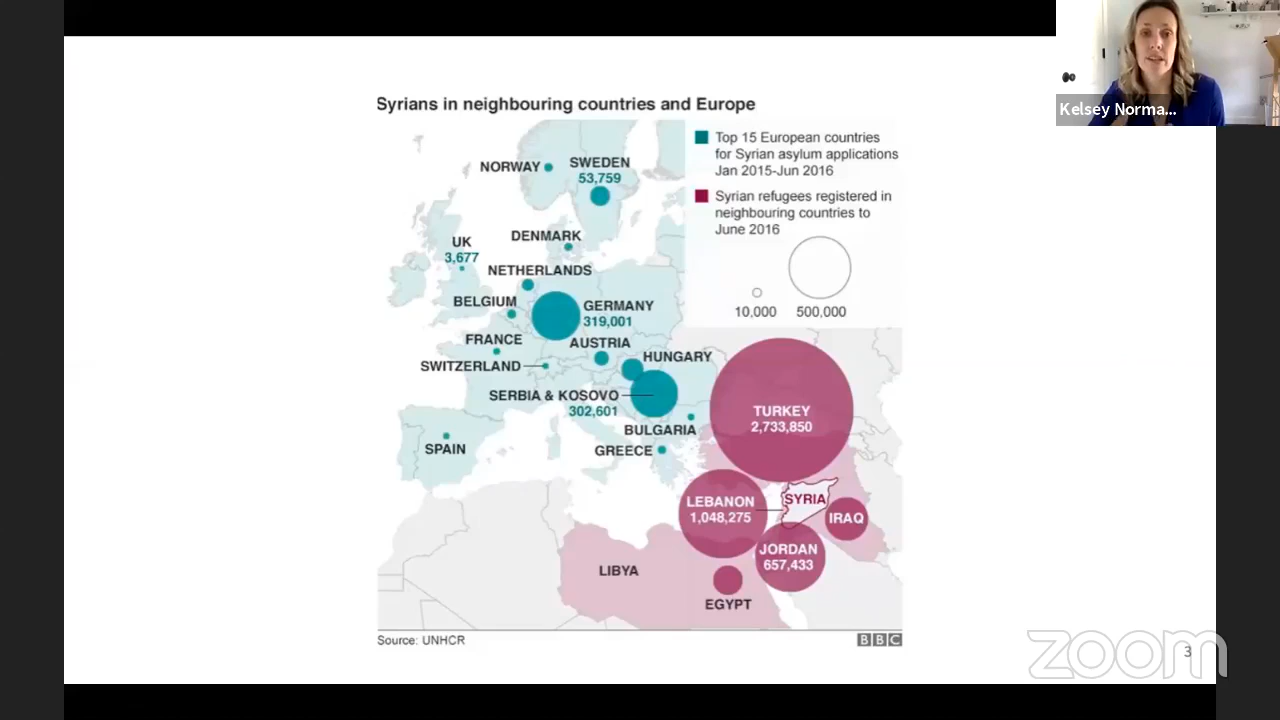 Kelsey Norma...
Syrians in neighbouring countries and Europe
Top 15 European countries
for Syrian asylum applications
Jan 2015-Jun 2016
Syrian refugees registered in
neighbouring countries to
June 2016
10,000
500,000
NORWAY
SWEDEN
53,759
DENMARK
UK
3,677
NETHERLANDS
BELGIUM
GERMANY
319,001
FRANCE
AUSTRIA
SWITZERLAND
HUNGARY
SERBIA & KOSOVO
302,601
BULGARIA
SPAIN
GREECE
TURKEY
2,733,850
LEBANON
1,048,275
SYRIA
IRAQ
JORDAN
657,433
LIBYA
EGYPT
Source: UNHCR
BBC
zoom
3